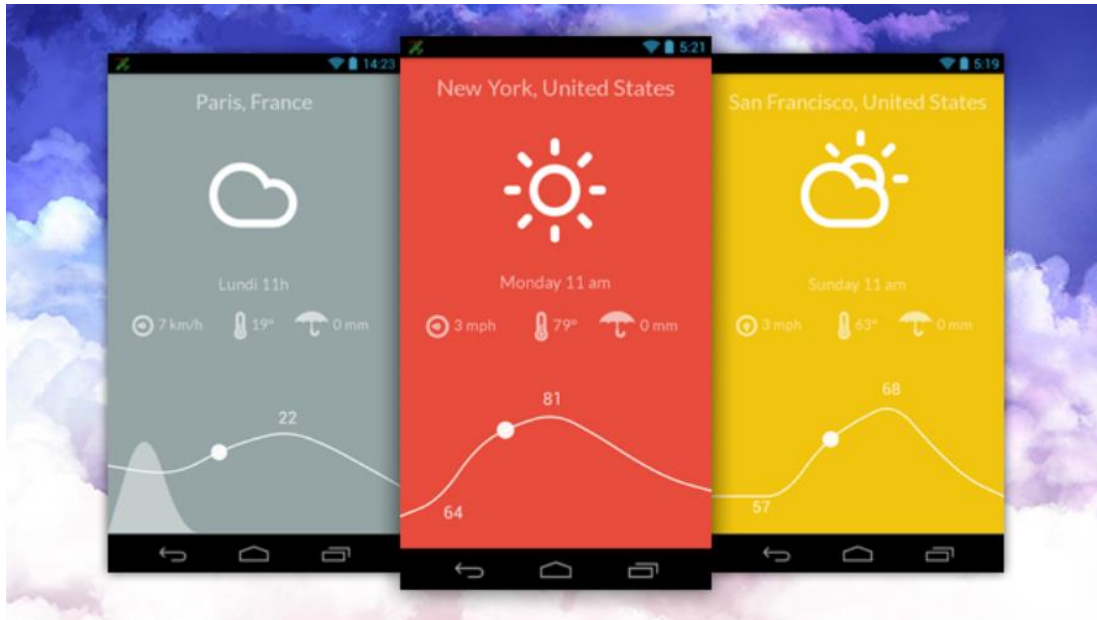 14:23
Paris, France
Lundi 11h
7 km/h 19° 0 mm
22
5:21
New York, United States
Monday 11 am
3 mph 79° 0 mm
81
64
5:19
San Francisco, United States
Sunday 11 am
3 mph 63° 0 mm
68
57